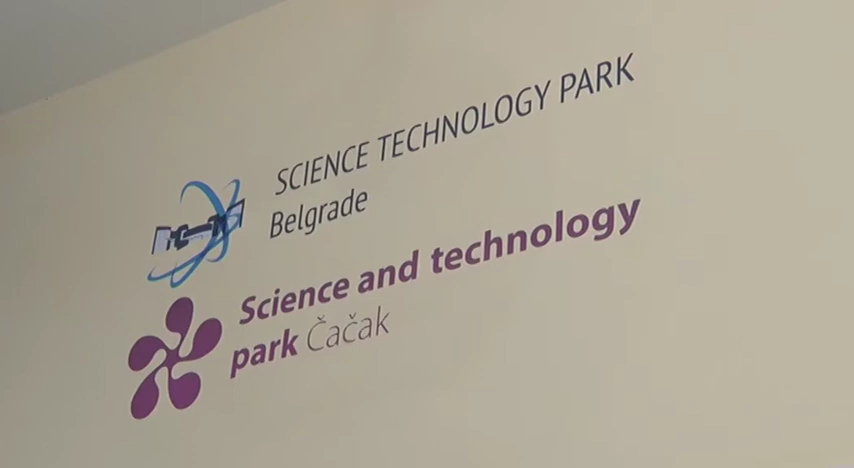 SCIENCE TECHNOLOGY PARK
Belgrade
Science and technology
park Čačak